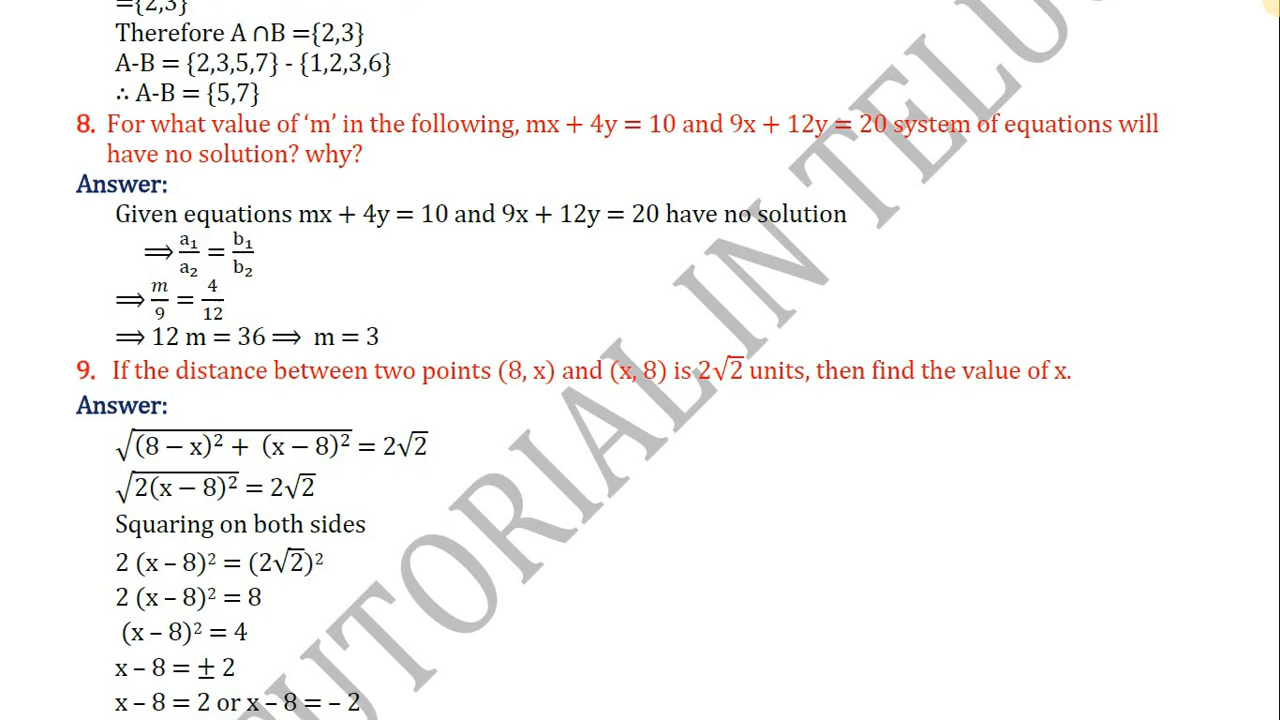 ={2,3}
Therefore A ∩B ={2,3}
A-B = {2,3,5,7} - {1,2,3,6}
∴ A-B = {5,7}
8. For what value of ‘m’ in the following, mx + 4y = 10 and 9x + 12y = 20 system of equations will
have no solution? why?
Answer:
Given equations mx + 4y = 10 and 9x + 12y = 20 have no solution
⟹ a₁/a₂ = b₁/b₂
⟹ m/9 = 4/12
⟹ 12 m = 36 ⟹ m = 3
9. If the distance between two points (8, x) and (x, 8) is 2√2 units, then find the value of x.
Answer:
√((8 – x)² + (x – 8)²) = 2√2
√(2(x – 8)²) = 2√2
Squaring on both sides
2 (x – 8)² = (2√2)²
2 (x – 8)² = 8
(x – 8)² = 4
x – 8 = ± 2
x – 8 = 2 or x – 8 = – 2
TUTORIAL IN TELU